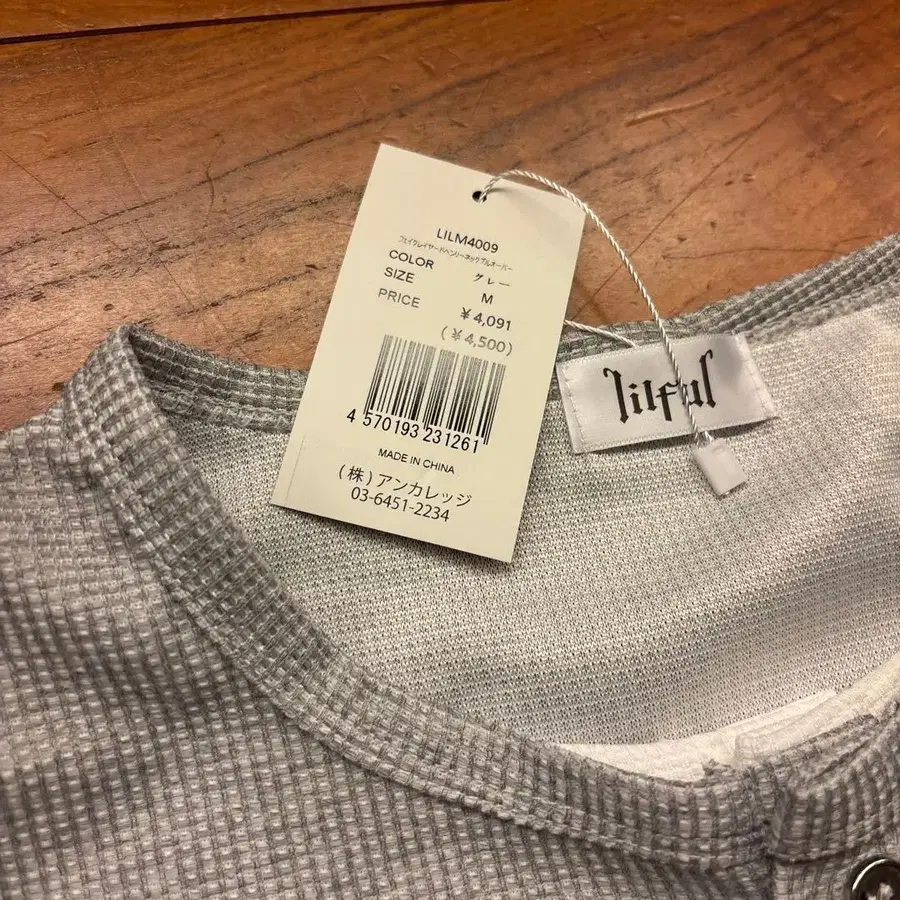 LILM4009
フェイクレイヤードヘンリーネックプルオーバー
COLOR グレー
SIZE M
PRICE ¥4,091
(¥4,500)
4 570193 231261
MADE IN CHINA
(株)アンカレッジ
03-6451-2234
lilful